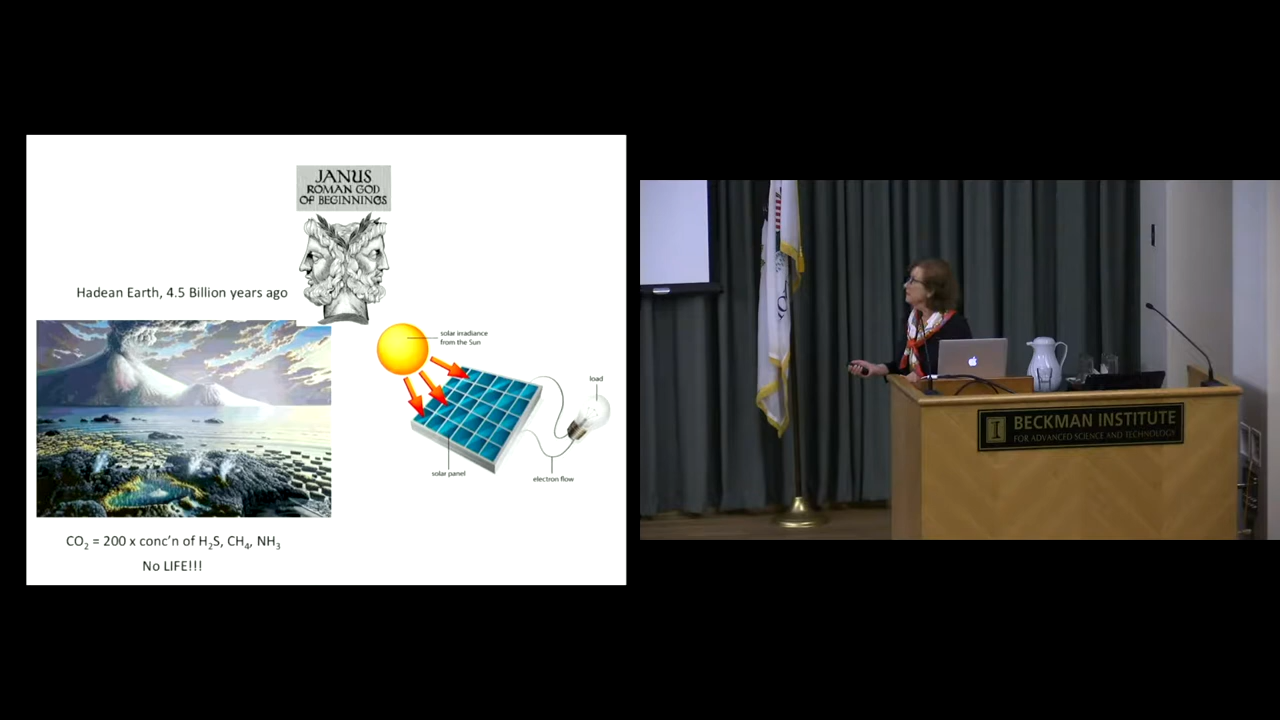 JANUS
ROMAN GOD
OF BEGINNINGS
Hadean Earth, 4.5 Billion years ago
solar irradiance
from the Sun
load
solar panel
electron flow
CO₂ = 200 x conc'n of H₂S, CH₄, NH₃
No LIFE!!!
I BECKMAN INSTITUTE
FOR ADVANCED SCIENCE AND TECHNOLOGY